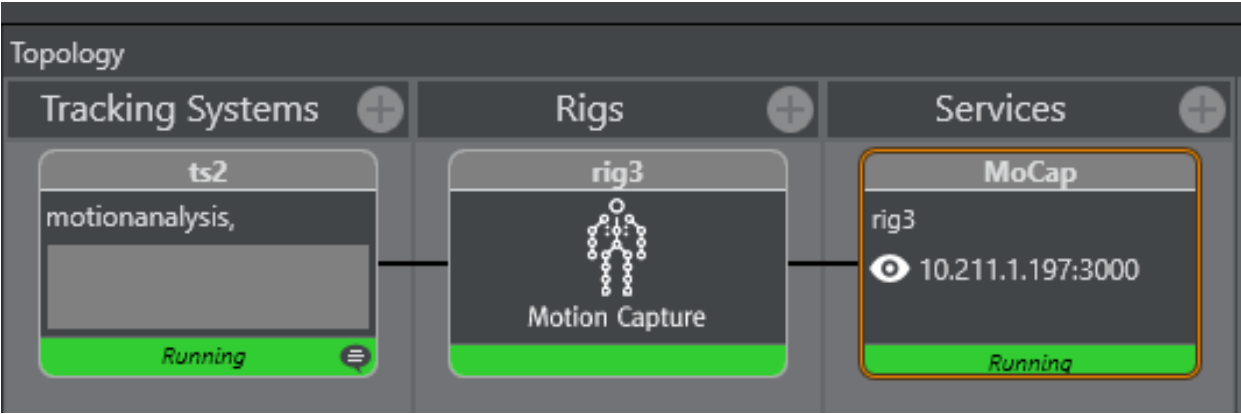 Topology
Tracking Systems
Rigs
Services
ts2
motionanalysis,
Running
rig3
Motion Capture
MoCap
rig3
10.211.1.197:3000
Running